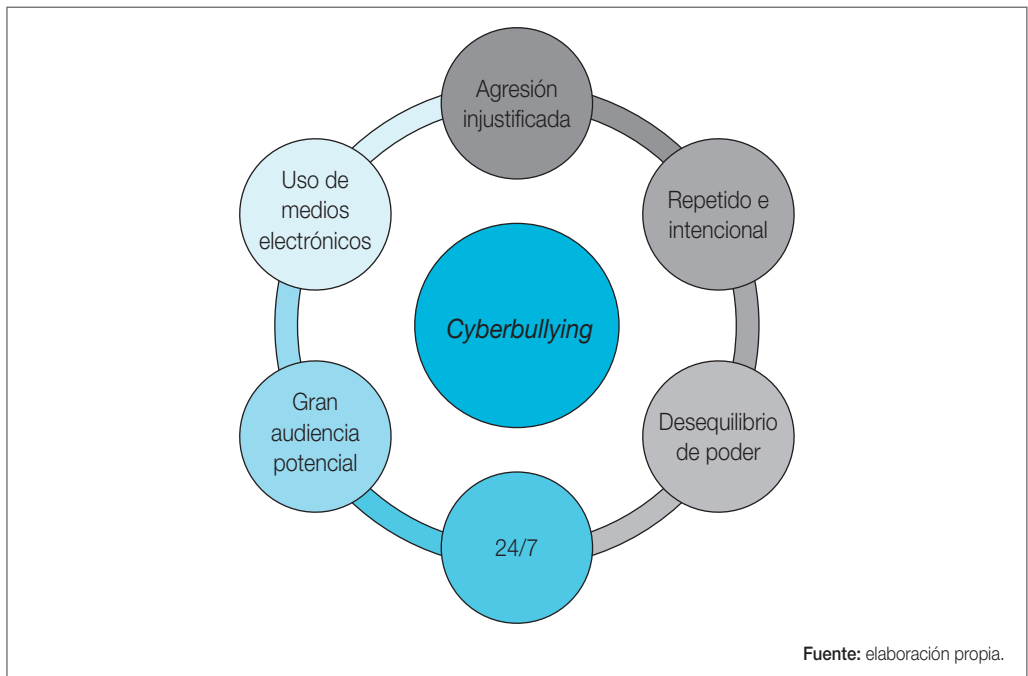 Agresión
injustificada
Uso de
medios
electrónicos
Repetido e
intencional
Cyberbullying
Gran
audiencia
potencial
Desequilibrio
de poder
24/7
Fuente: elaboración propia.